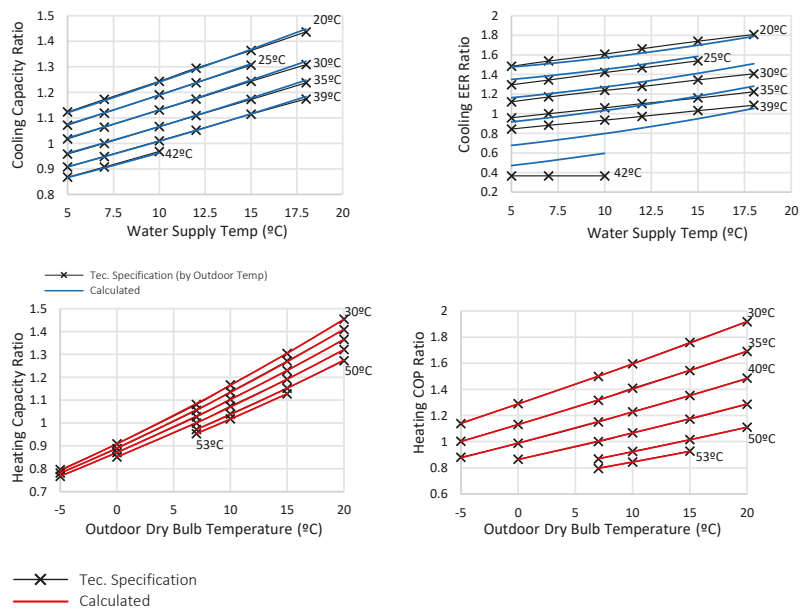 Cooling Capacity Ratio
1.5
1.4
1.3
1.2
1.1
1
0.9
0.8
5
7.5
10
12.5
15
17.5
20
Water Supply Temp (ºC)
20ºC
25ºC
30ºC
35ºC
39ºC
42ºC
Cooling EER Ratio
2
1.8
1.6
1.4
1.2
1
0.8
0.6
0.4
0.2
5
7.5
10
12.5
15
17.5
20
Water Supply Temp (ºC)
20ºC
25ºC
30ºC
35ºC
39ºC
42ºC
Tec. Specification (by Outdoor Temp)
Calculated
Heating Capacity Ratio
1.5
1.4
1.3
1.2
1.1
1
0.9
0.8
0.7
-5
0
5
10
15
20
Outdoor Dry Bulb Temperature (ºC)
30ºC
50ºC
53ºC
Heating COP Ratio
2
1.8
1.6
1.4
1.2
1
0.8
0.6
-5
0
5
10
15
20
Outdoor Dry Bulb Temperature (ºC)
30ºC
35ºC
40ºC
50ºC
53ºC
Tec. Specification
Calculated